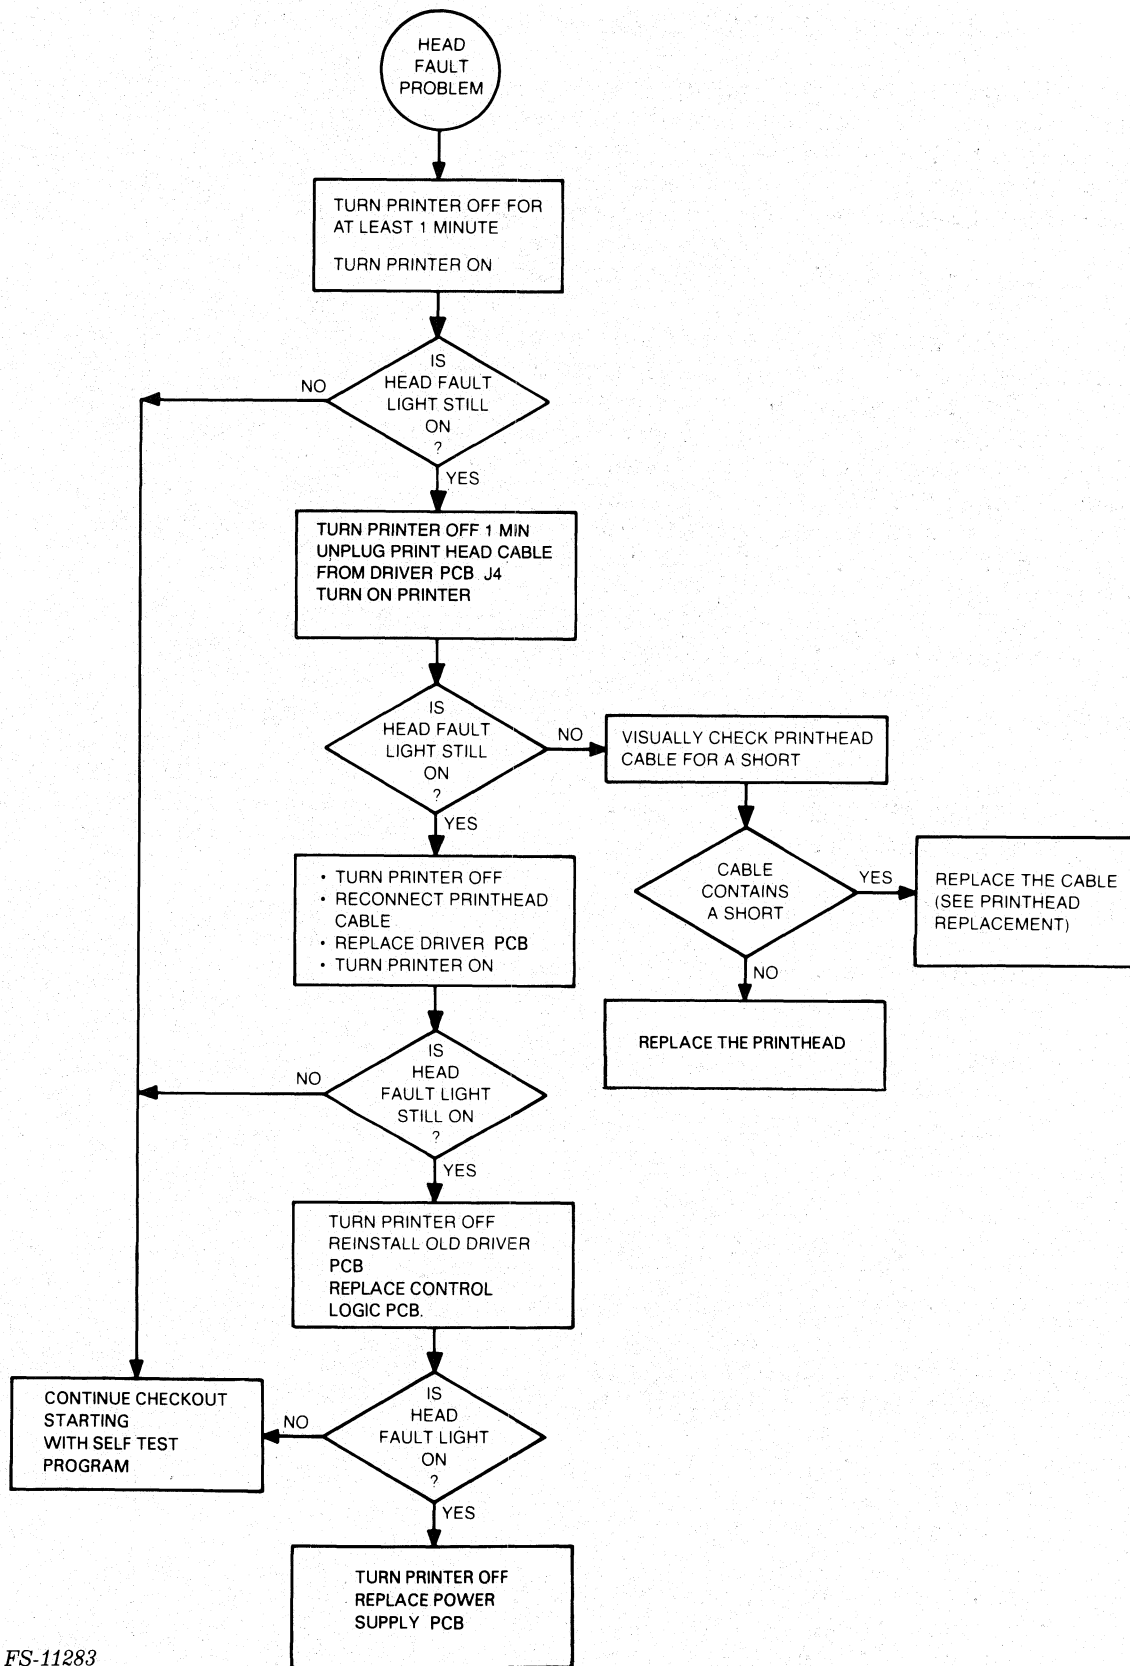 HEAD
FAULT
PROBLEM
TURN PRINTER OFF FOR
AT LEAST 1 MINUTE
TURN PRINTER ON
IS
HEAD FAULT
LIGHT STILL
ON
?
NO
YES
TURN PRINTER OFF 1 MIN
UNPLUG PRINT HEAD CABLE
FROM DRIVER PCB J4
TURN ON PRINTER
IS
HEAD FAULT
LIGHT STILL
ON
?
NO
YES
VISUALLY CHECK PRINTHEAD
CABLE FOR A SHORT
CABLE
CONTAINS
A SHORT
YES
NO
REPLACE THE CABLE
(SEE PRINTHEAD
REPLACEMENT)
REPLACE THE PRINTHEAD
• TURN PRINTER OFF
• RECONNECT PRINTHEAD
CABLE
• REPLACE DRIVER PCB
• TURN PRINTER ON
IS
HEAD
FAULT LIGHT
STILL ON
?
NO
YES
TURN PRINTER OFF
REINSTALL OLD DRIVER
PCB
REPLACE CONTROL
LOGIC PCB.
IS
HEAD
FAULT LIGHT
ON
?
NO
YES
CONTINUE CHECKOUT
STARTING
WITH SELF TEST
PROGRAM
TURN PRINTER OFF
REPLACE POWER
SUPPLY PCB
FS-11283